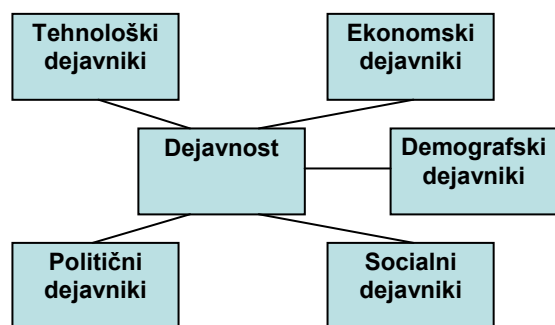 Tehnološki
dejavniki
Ekonomski
dejavniki
Dejavnost
Demografski
dejavniki
Politični
dejavniki
Socialni
dejavniki